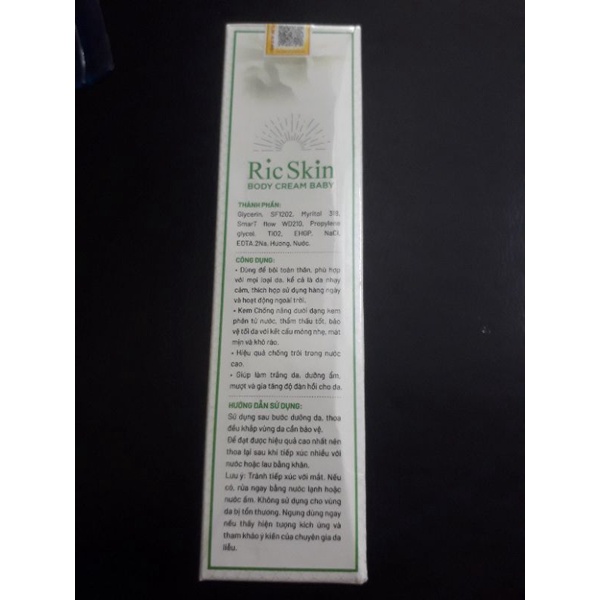 Ric Skin
BODY CREAM BABY
THÀNH PHẦN:
Glycerin, SF1202, Myritol 318,
SmarT flow WD210, Propylene
glycol, TiO2, EHGP, NaCl,
EDTA.2Na, Hương, Nước.
CÔNG DỤNG:
• Dùng để bôi toàn thân, phù hợp
với mọi loại da, kể cả là da nhạy
cảm, thích hợp sử dụng hàng ngày
và hoạt động ngoài trời.
• Kem Chống nắng dưới dạng kem
phân tử nước, thẩm thấu tốt, bảo
vệ tối đa với kết cấu mỏng nhẹ, mát
mịn và khô ráo.
• Hiệu quả chống trôi trong nước
cao.
• Giúp làm trắng da, dưỡng ẩm,
mượt và gia tăng độ đàn hồi cho da.
HƯỚNG DẪN SỬ DỤNG:
Sử dụng sau bước dưỡng da, thoa
đều khắp vùng da cần bảo vệ.
Để đạt được hiệu quả cao nhất nên
thoa lại sau khi tiếp xúc nhiều với
nước hoặc lau bằng khăn.
Lưu ý: Tránh tiếp xúc với mắt. Nếu
có, rửa ngay bằng nước lạnh hoặc
nước ấm. Không sử dụng cho vùng
da bị tổn thương. Ngưng dùng ngay
nếu thấy hiện tượng kích ứng và
tham khảo ý kiến của chuyên gia da
liễu.